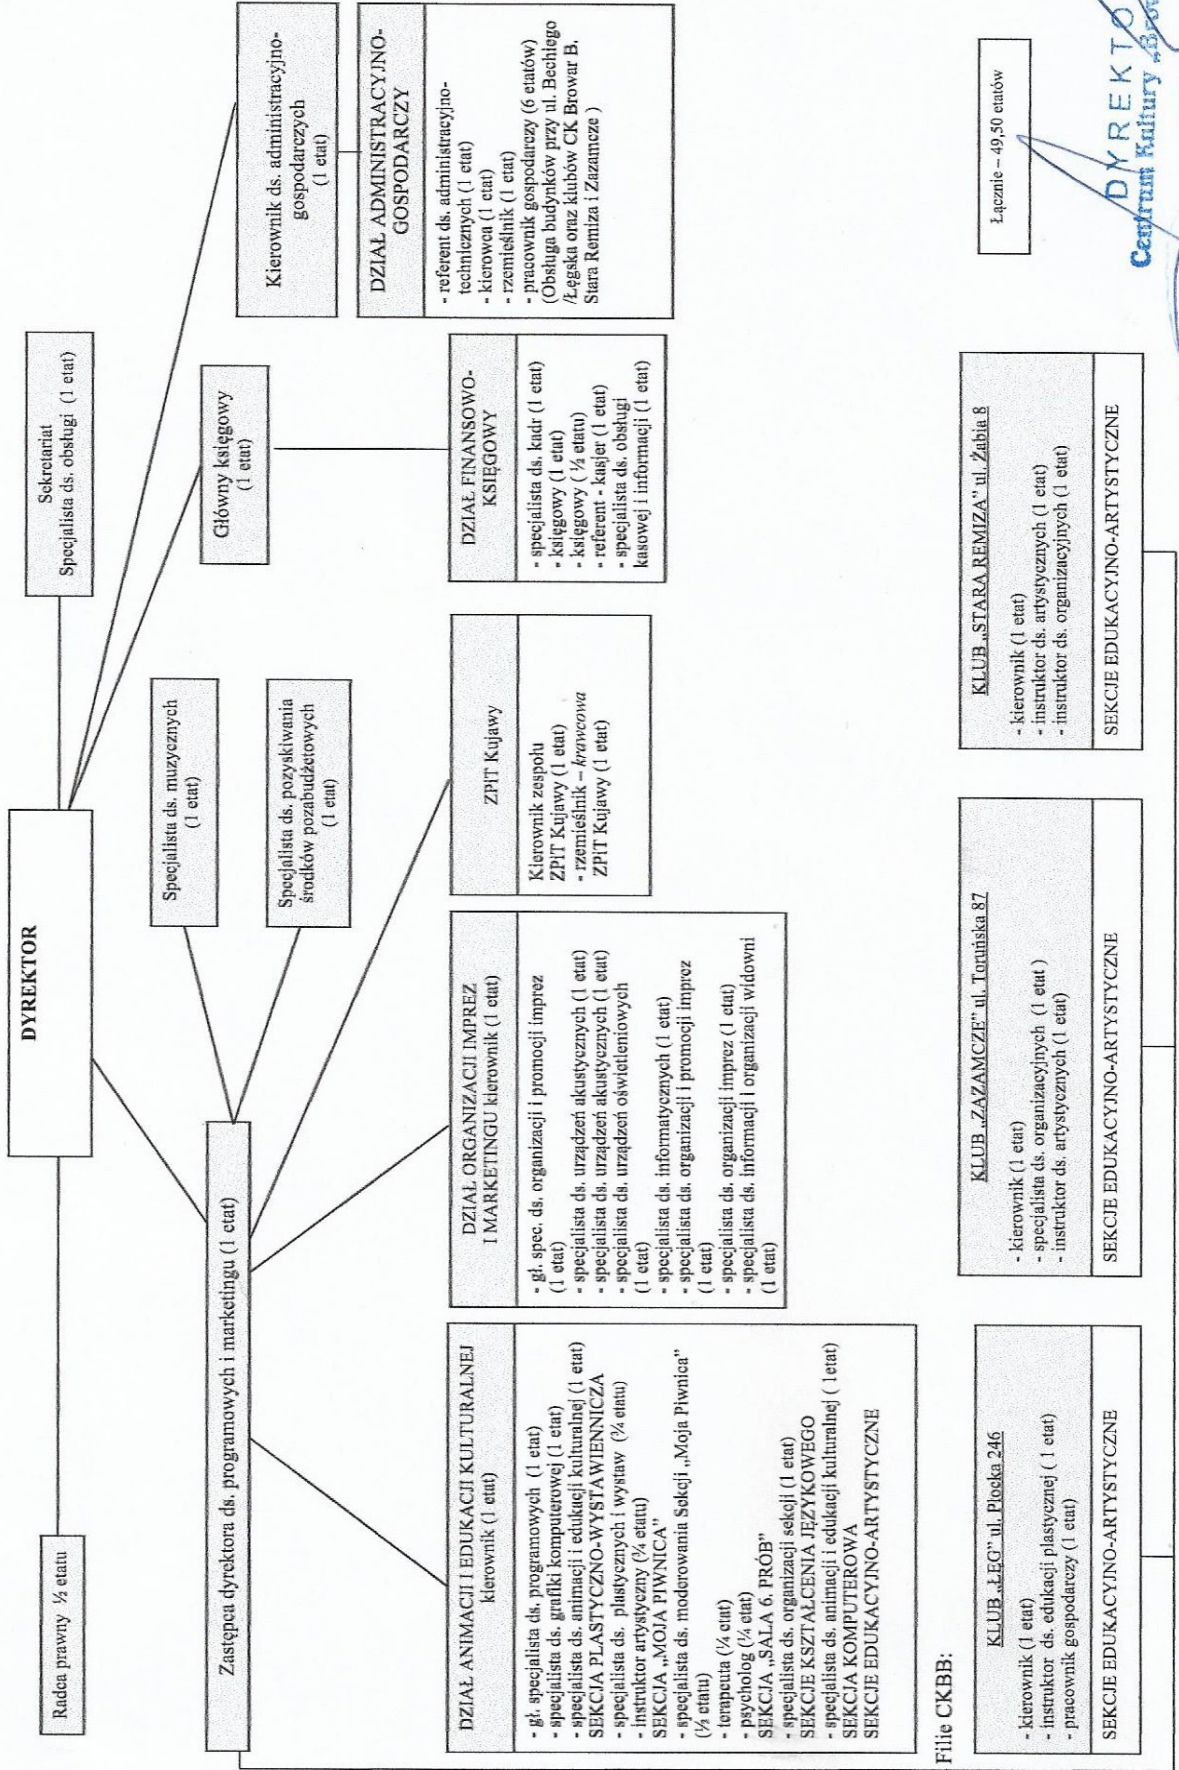 DYREKTOR
Radca prawny ½ etatu
Sekretariat
Specjalista ds. obsługi (1 etat)
Zastępca dyrektora ds. programowych i marketingu (1 etat)
Specjalista ds. muzycznych
(1 etat)
Specjalista ds. pozyskiwania
środków pozabudżetowych
(1 etat)
Główny księgowy
(1 etat)
Kierownik ds. administracyjno-
gospodarczych
(1 etat)
DZIAŁ ANIMACJI I EDUKACJI KULTURALNEJ
kierownik (1 etat)
- gł. specjalista ds. programowych (1 etat)
- specjalista ds. grafiki komputerowej (1 etat)
- specjalista ds. animacji i edukacji kulturalnej (1 etat)
SEKCJA PLASTYCZNO-WYSTAWIENNICZA
- specjalista ds. plastycznych i wystaw (¾ etatu)
- instruktor artystyczny (¾ etatu)
SEKCJA „MOJA PIWNICA”
- specjalista ds. moderowania Sekcji „Moja Piwnica”
(½ etatu)
- terapeuta (¼ etat)
- psycholog (¼ etat)
SEKCJA „SALA 6. PRÓB”
- specjalista ds. organizacji sekcji (1 etat)
SEKCJE KSZTAŁCENIA JĘZYKOWEGO
- specjalista ds. animacji i edukacji kulturalnej ( 1etat)
SEKCJA KOMPUTEROWA
SEKCJE EDUKACYJNO-ARTYSTYCZNE
DZIAŁ ORGANIZACJI IMPREZ
I MARKETINGU kierownik (1 etat)
- gł. spec. ds. organizacji i promocji imprez
(1 etat)
- specjalista ds. urządzeń akustycznych (1 etat)
- specjalista ds. urządzeń akustycznych (1 etat)
- specjalista ds. urządzeń oświetleniowych
(1 etat)
- specjalista ds. informatycznych (1 etat)
- specjalista ds. organizacji i promocji imprez
(1 etat)
- specjalista ds. organizacji imprez (1 etat)
- specjalista ds. informacji i organizacji widowni
(1 etat)
ZPiT Kujawy
Kierownik zespołu
ZPiT Kujawy (1 etat)
- rzemieślnik – krawcowa
ZPiT Kujawy (1 etat)
DZIAŁ FINANSOWO-
KSIĘGOWY
- specjalista ds. kadr (1 etat)
- księgowy (1 etat)
- księgowy ( ½ etatu)
- referent - kasjer (1 etat)
- specjalista ds. obsługi
kasowej i informacji (1 etat)
DZIAŁ ADMINISTRACYJNO-
GOSPODARCZY
- referent ds. administracyjno-
technicznych (1 etat)
- kierowca (1 etat)
- rzemieślnik (1 etat)
- pracownik gospodarczy (6 etatów)
(Obsługa budynków przy ul. Bechiego
/Łęgska oraz klubów CK Browar B.
Stara Remiza i Zazamcze )
Filie CKBB:
KLUB „ŁĘG” ul. Płocka 246
- kierownik (1 etat)
- instruktor ds. edukacji plastycznej ( 1 etat)
- pracownik gospodarczy (1 etat)
SEKCJE EDUKACYJNO-ARTYSTYCZNE
KLUB „ZAZAMCZE” ul. Toruńska 87
- kierownik (1 etat)
- specjalista ds. organizacyjnych (1 etat )
- instruktor ds. artystycznych (1 etat)
SEKCJE EDUKACYJNO-ARTYSTYCZNE
KLUB „STARA REMIZA” ul. Żabia 8
- kierownik (1 etat)
- instruktor ds. artystycznych (1 etat)
- instruktor ds. organizacyjnych (1 etat)
SEKCJE EDUKACYJNO-ARTYSTYCZNE
Łącznie – 49,50 etatów
DYREKTO
Centrum Kultury „Brow